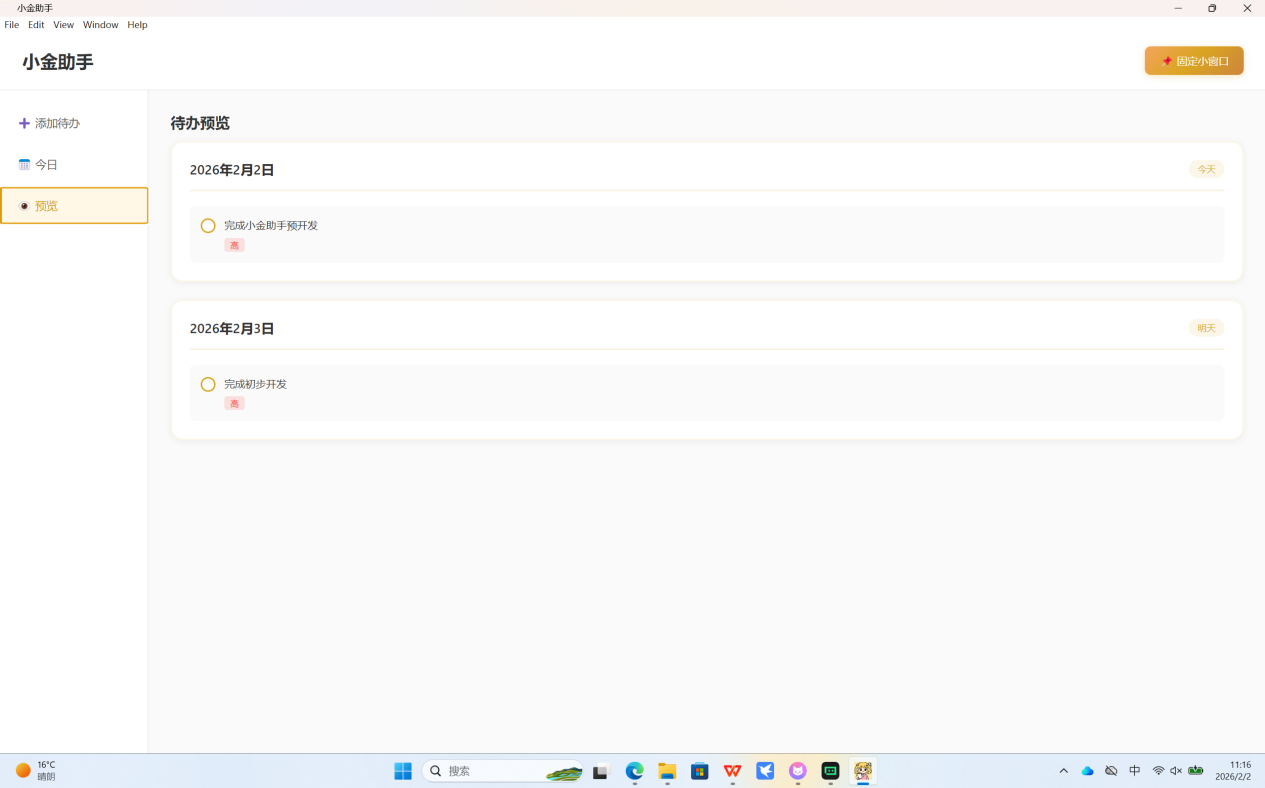 小金助手
File Edit View Window Help
小金助手
固定小窗口
添加待办
今日
预览
待办预览
2026年2月2日
今天
完成小金助手预开发
高
2026年2月3日
明天
完成初步开发
高
16°C
晴朗
搜索
中
11:16
2026/2/2